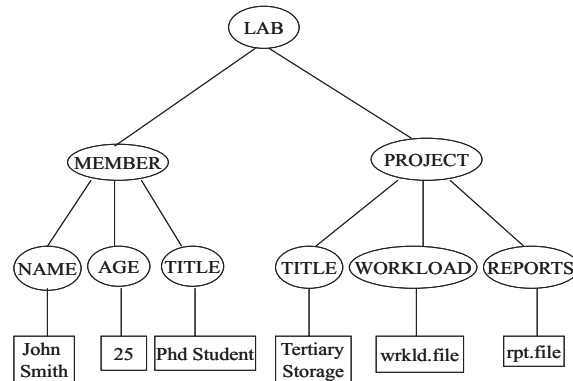 LAB
MEMBER
PROJECT
NAME
AGE
TITLE
TITLE
WORKLOAD
REPORTS
John
Smith
25
Phd Student
Tertiary
Storage
wrkld.file
rpt.file